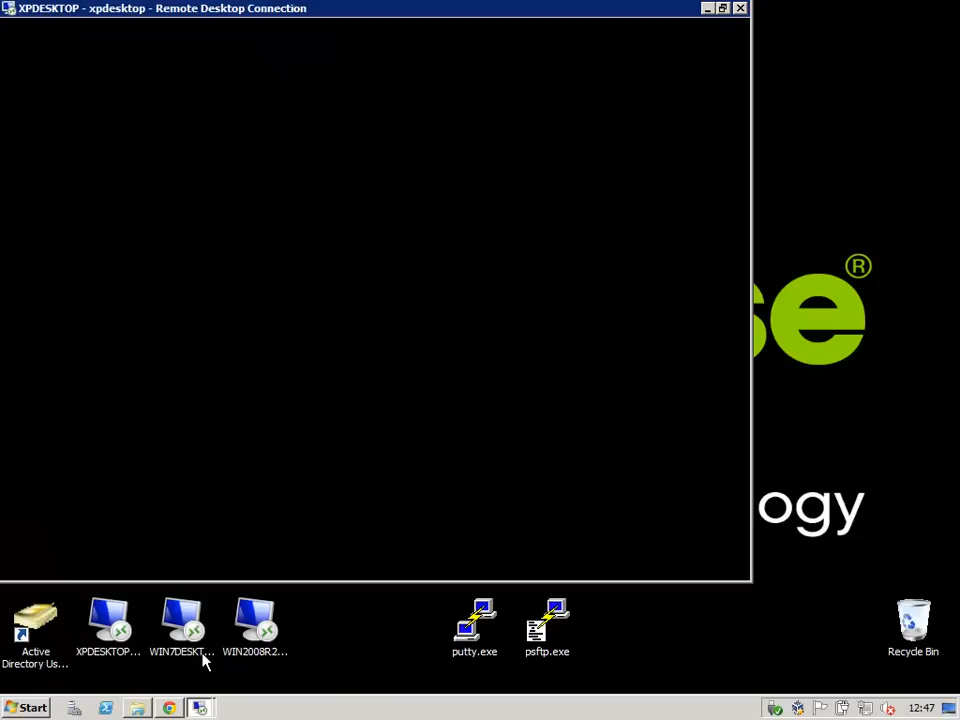 XPDESKTOP - xpdesktop - Remote Desktop Connection
®
se
ology
Active
Directory Us...
XPDESKTOP...
WIN7DESKT...
WIN2008R2...
putty.exe
psftp.exe
Recycle Bin
Start
12:47